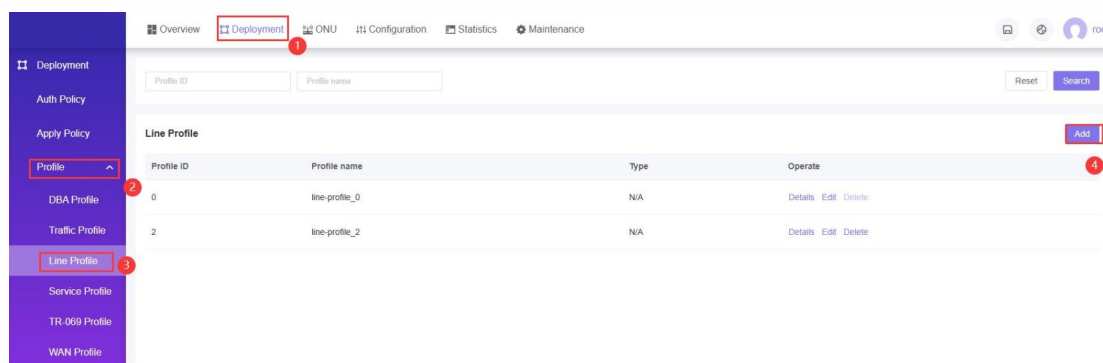 Overview Deployment ONU Configuration Statistics Maintenance
1
Deployment
Auth Policy
Apply Policy
Profile
2
DBA Profile
Traffic Profile
Line Profile
3
Service Profile
TR-069 Profile
WAN Profile
Profile ID Profile name Reset Search
Line Profile Add
4
Profile ID Profile name Type Operate
0 line-profile_0 N/A Details Edit Delete
2 line-profile_2 N/A Details Edit Delete